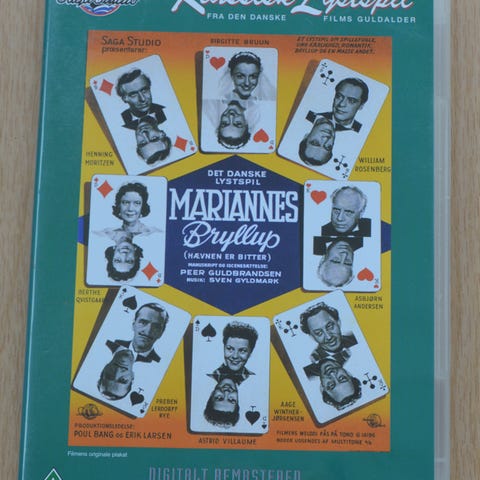 Klassisk Lystspil
FRA DEN DANSKE FILMS GULDALDER
SAGA STUDIO
præsenterer:
BIRGITTE BRUUN
ET LYSTSPIL OM SPILLEFUGLE,
UNG KÆRLIGHED, ROMANTIK,
BRYLLUP OG EN MASSE ANDET.
HENNING
MORITZEN
WILLIAM
ROSENBERG
DET DANSKE
LYSTSPIL
MARIANNES
Bryllup
(HÆVNEN ER BITTER)
MANUSKRIPT OG ISCENESÆTTELSE:
PEER GULDBRANDSEN
MUSIK: SVEN GYLDMARK
BERTHE
QVISTGAARD
ASBJØRN
ANDERSEN
PREBEN
LERDORFF
RYE
AAGE
WINTHER-
JØRGENSEN
PRODUKTIONSLEDELSE:
POUL BANG OG ERIK LARSEN
ASTRID VILLAUME
Filmens originale plakat
DIGITALT REMASTERED